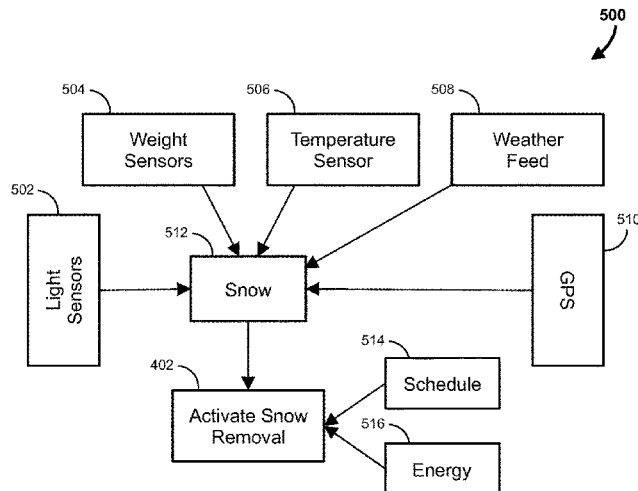 500
504
506
508
Weight
Sensors
Temperature
Sensor
Weather
Feed
502
512
510
Light
Sensors
Snow
GPS
402
514
Activate Snow
Removal
Schedule
516
Energy